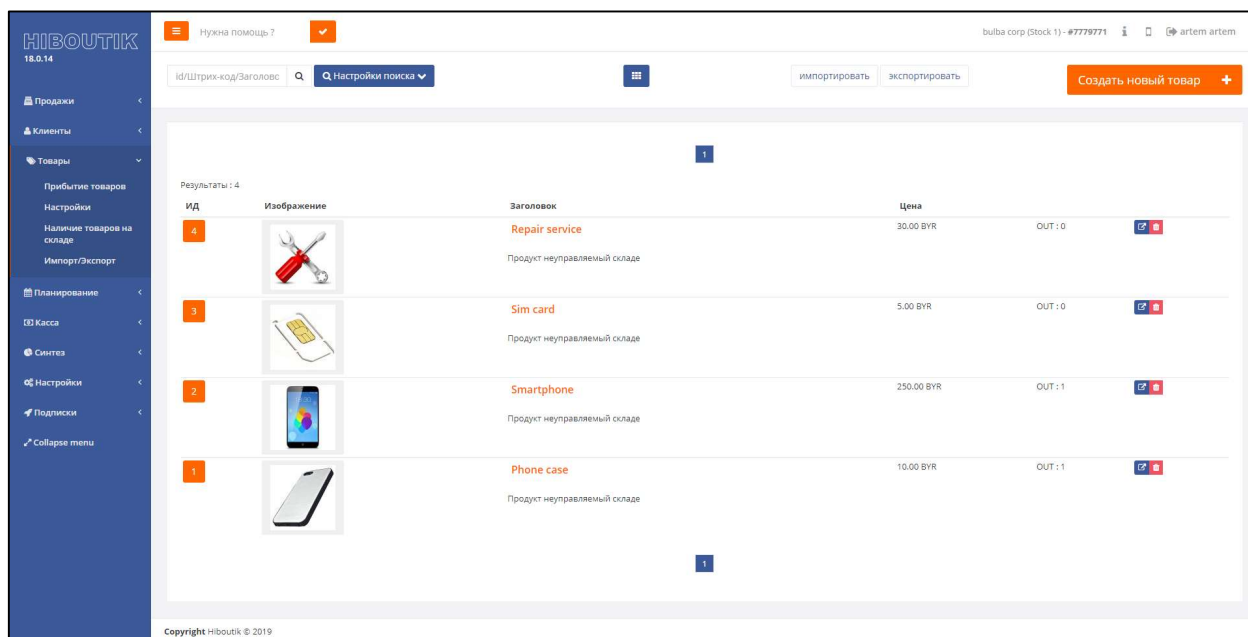 HIBOUTIK
18.0.14
Продажи
Клиенты
Товары
Прибытие товаров
Настройки
Наличие товаров на
складе
Импорт/Экспорт
Планирование
Касса
Синтез
Настройки
Подписки
Collapse menu
Нужна помощь ?
bulba corp (Stock 1) - #7779771
artem artem
id/Штрих-код/Заголовс
Настройки поиска
импортировать
экспортировать
Создать новый товар +
1
Результаты : 4
ИД Изображение Заголовок Цена
4 Repair service 30.00 BYR OUT : 0
Продукт неуправляемый складе
3 Sim card 5.00 BYR OUT : 0
Продукт неуправляемый складе
2 Smartphone 250.00 BYR OUT : 1
Продукт неуправляемый складе
1 Phone case 10.00 BYR OUT : 1
Продукт неуправляемый складе
1
Copyright Hiboutik © 2019